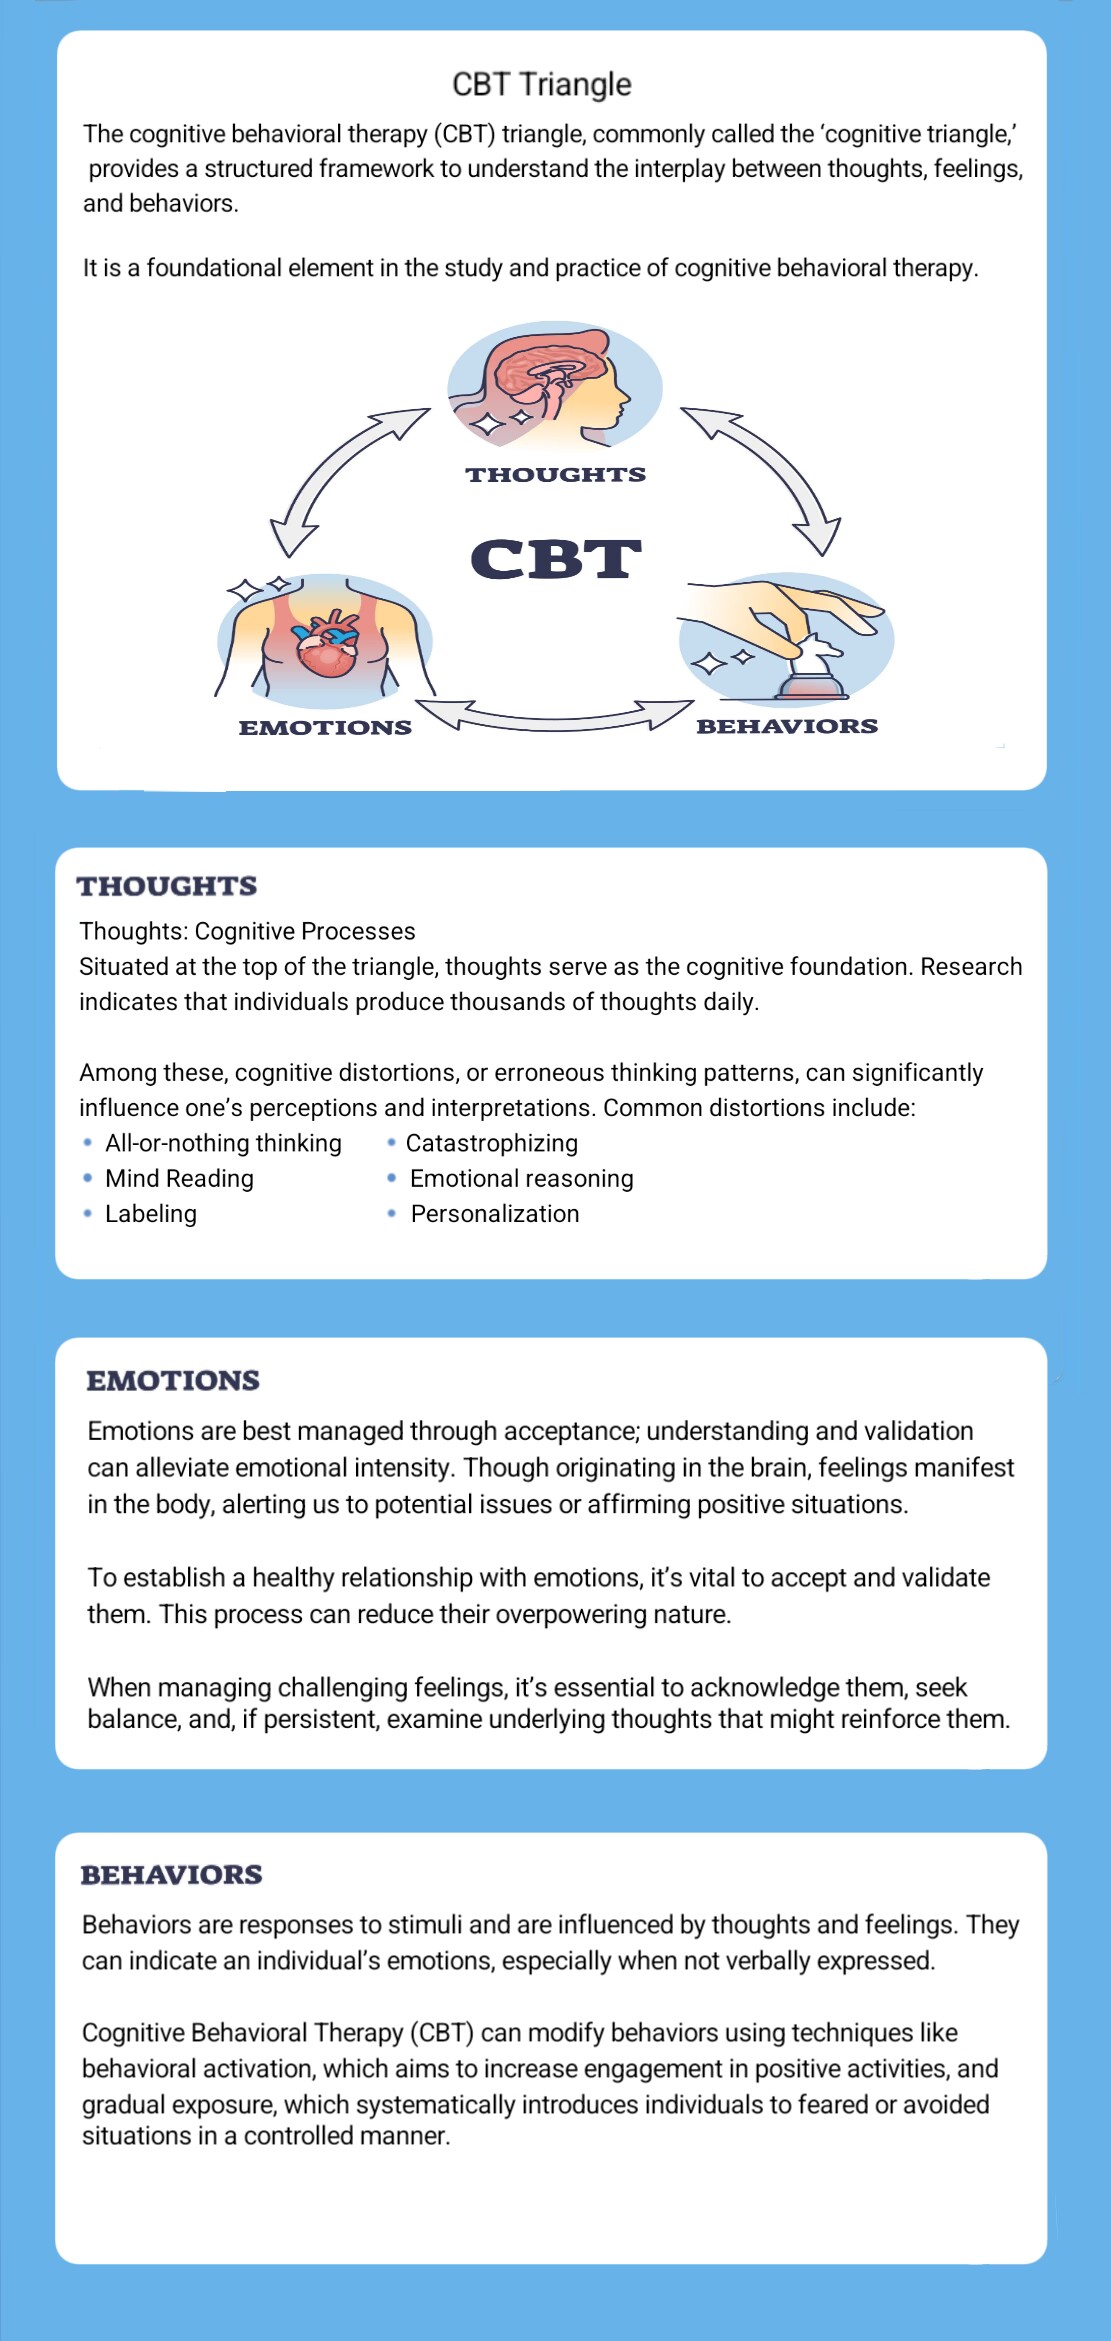 CBT Triangle
The cognitive behavioral therapy (CBT) triangle, commonly called the ‘cognitive triangle,’
provides a structured framework to understand the interplay between thoughts, feelings,
and behaviors.
It is a foundational element in the study and practice of cognitive behavioral therapy.
THOUGHTS
CBT
EMOTIONS
BEHAVIORS
THOUGHTS
Thoughts: Cognitive Processes
Situated at the top of the triangle, thoughts serve as the cognitive foundation. Research
indicates that individuals produce thousands of thoughts daily.
Among these, cognitive distortions, or erroneous thinking patterns, can significantly
influence one’s perceptions and interpretations. Common distortions include:
• All-or-nothing thinking • Catastrophizing
• Mind Reading • Emotional reasoning
• Labeling • Personalization
EMOTIONS
Emotions are best managed through acceptance; understanding and validation
can alleviate emotional intensity. Though originating in the brain, feelings manifest
in the body, alerting us to potential issues or affirming positive situations.
To establish a healthy relationship with emotions, it’s vital to accept and validate
them. This process can reduce their overpowering nature.
When managing challenging feelings, it’s essential to acknowledge them, seek
balance, and, if persistent, examine underlying thoughts that might reinforce them.
BEHAVIORS
Behaviors are responses to stimuli and are influenced by thoughts and feelings. They
can indicate an individual’s emotions, especially when not verbally expressed.
Cognitive Behavioral Therapy (CBT) can modify behaviors using techniques like
behavioral activation, which aims to increase engagement in positive activities, and
gradual exposure, which systematically introduces individuals to feared or avoided
situations in a controlled manner.